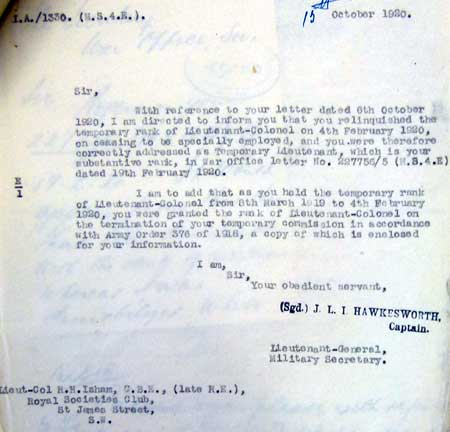 I.A./1330. (M.S.4.E.).
15th October 1920.
Sir,
With reference to your letter dated 6th October
1920, I am directed to inform you that you relinquished the
temporary rank of Lieutenant-Colonel on 4th February 1920,
on ceasing to be specially employed, and you were therefore
correctly addressed as Temporary Lieutenant, which is your
substantive rank, in War Office letter No. 227756/5 (M.S.4.E)
dated 19th February 1920.
E
1
I am to add that as you held the temporary rank
of Lieutenant-Colonel from 8th March 1919 to 4th February
1920, you were granted the rank of Lieutenant-Colonel on
the termination of your temporary commission in accordance
with Army Order 376 of 1918, a copy of which is enclosed
for your information.
I am,
Sir,
Your obedient servant,
(Sgd.) J. L. I. HAWKESWORTH,
Captain.
Lieutenant-General,
Military Secretary.
Lieut-Col R.H. Isham, C.B.E., (late R.E.),
Royal Societies Club,
St James Street,
S.W.